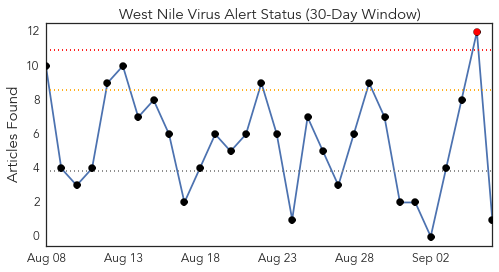 West Nile Virus Alert Status (30-Day Window)
Articles Found
12
10
8
6
4
2
0
Aug 08 Aug 13 Aug 18 Aug 23 Aug 28 Sep 02